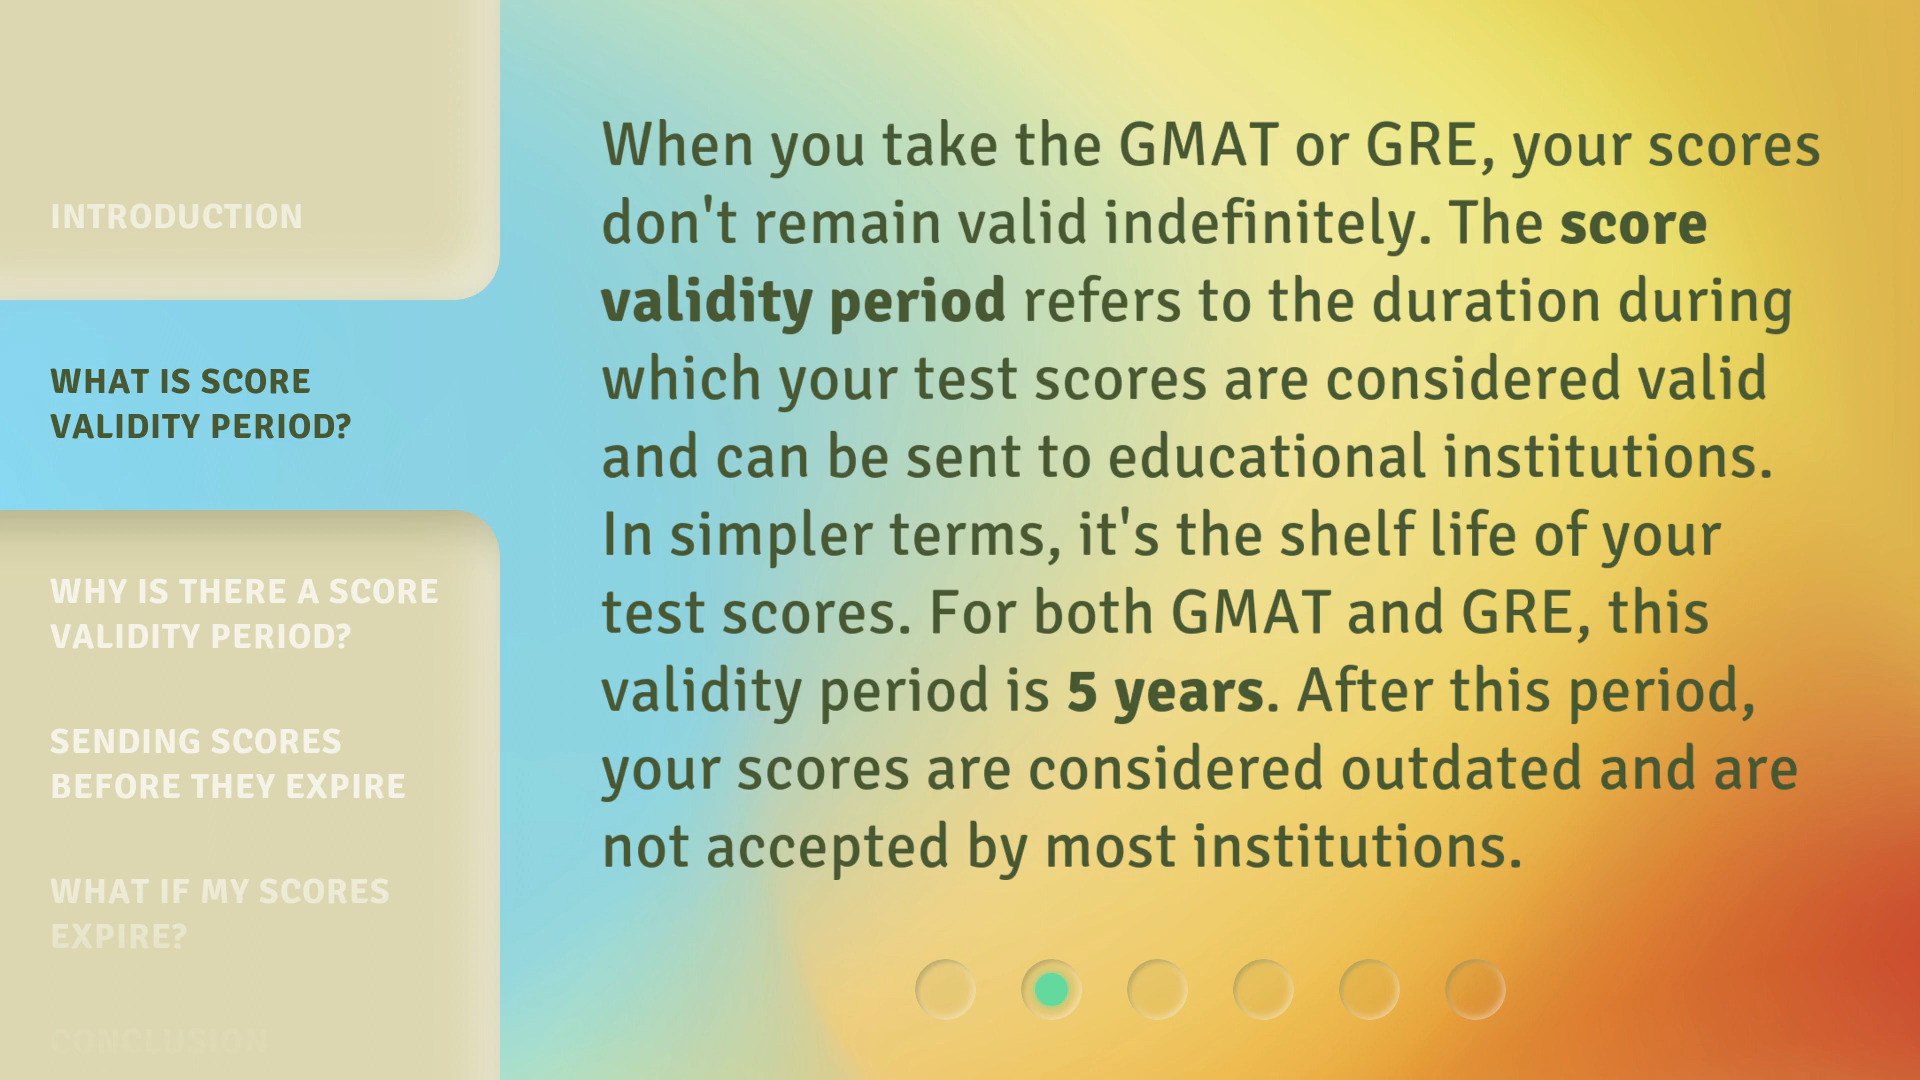 INTRODUCTION
WHAT IS SCORE
VALIDITY PERIOD?
WHY IS THERE A SCORE
VALIDITY PERIOD?
SENDING SCORES
BEFORE THEY EXPIRE
WHAT IF MY SCORES
EXPIRE?
CONCLUSION
When you take the GMAT or GRE, your scores
don't remain valid indefinitely. The score
validity period refers to the duration during
which your test scores are considered valid
and can be sent to educational institutions.
In simpler terms, it's the shelf life of your
test scores. For both GMAT and GRE, this
validity period is 5 years. After this period,
your scores are considered outdated and are
not accepted by most institutions.